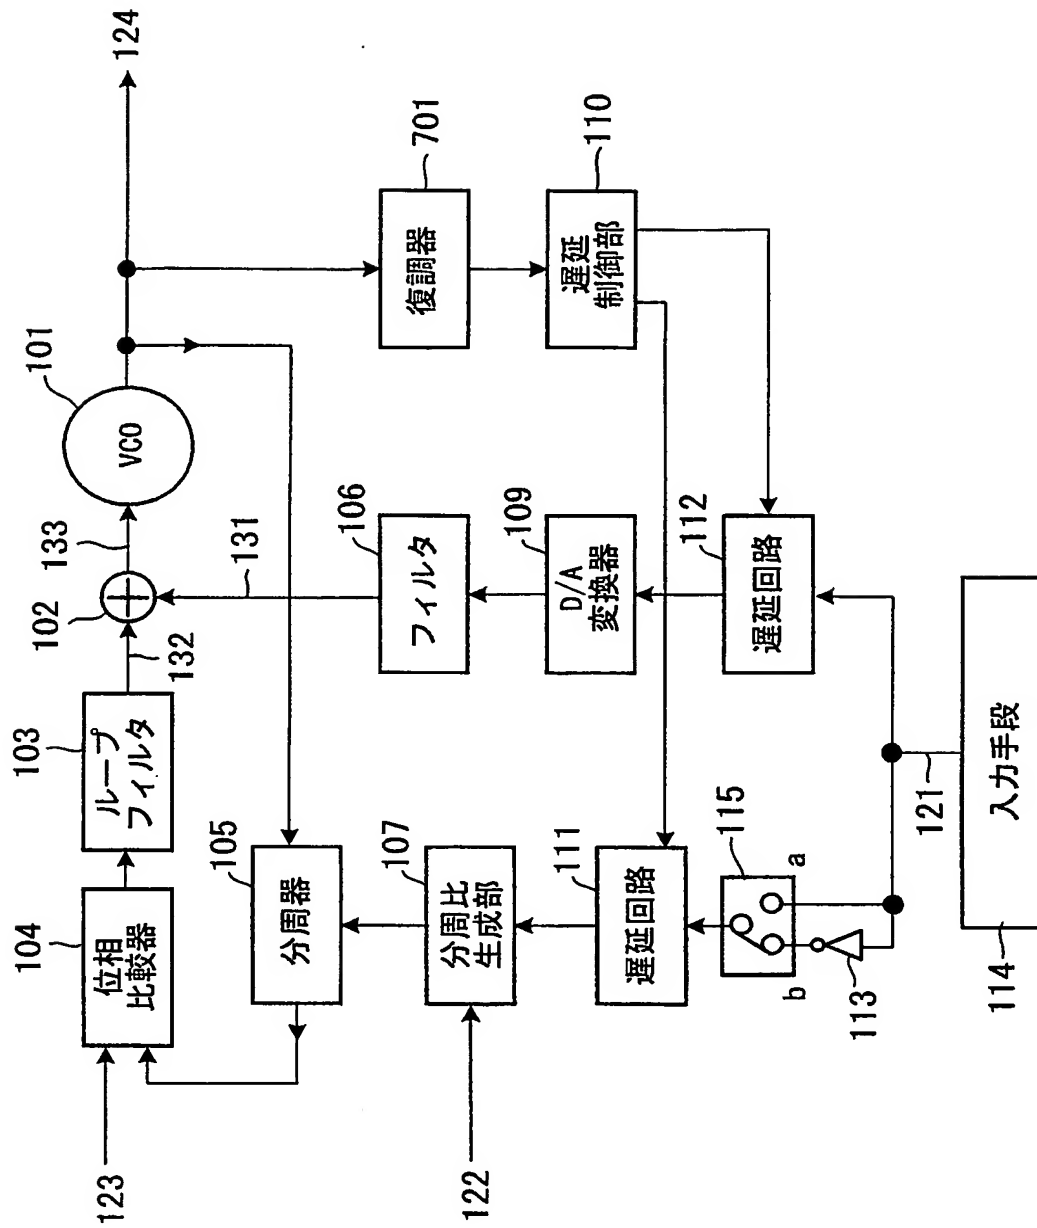 123
104
位相
比較器
103
ループ
フィルタ
132
102
133
101
VCO
124
105
分周器
131
122
107
分周比
生成部
106
フィルタ
701
復調器
111
遅延回路
109
D/A
変換器
110
遅延
制御部
115
a
b
113
112
遅延回路
121
114
入力手段